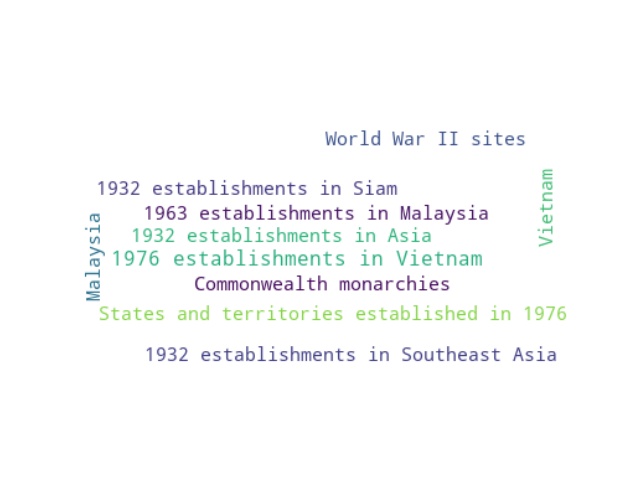 World War II sites
1932 establishments in Siam
1963 establishments in Malaysia
Vietnam
1932 establishments in Asia
Malaysia
1976 establishments in Vietnam
Commonwealth monarchies
States and territories established in 1976
1932 establishments in Southeast Asia